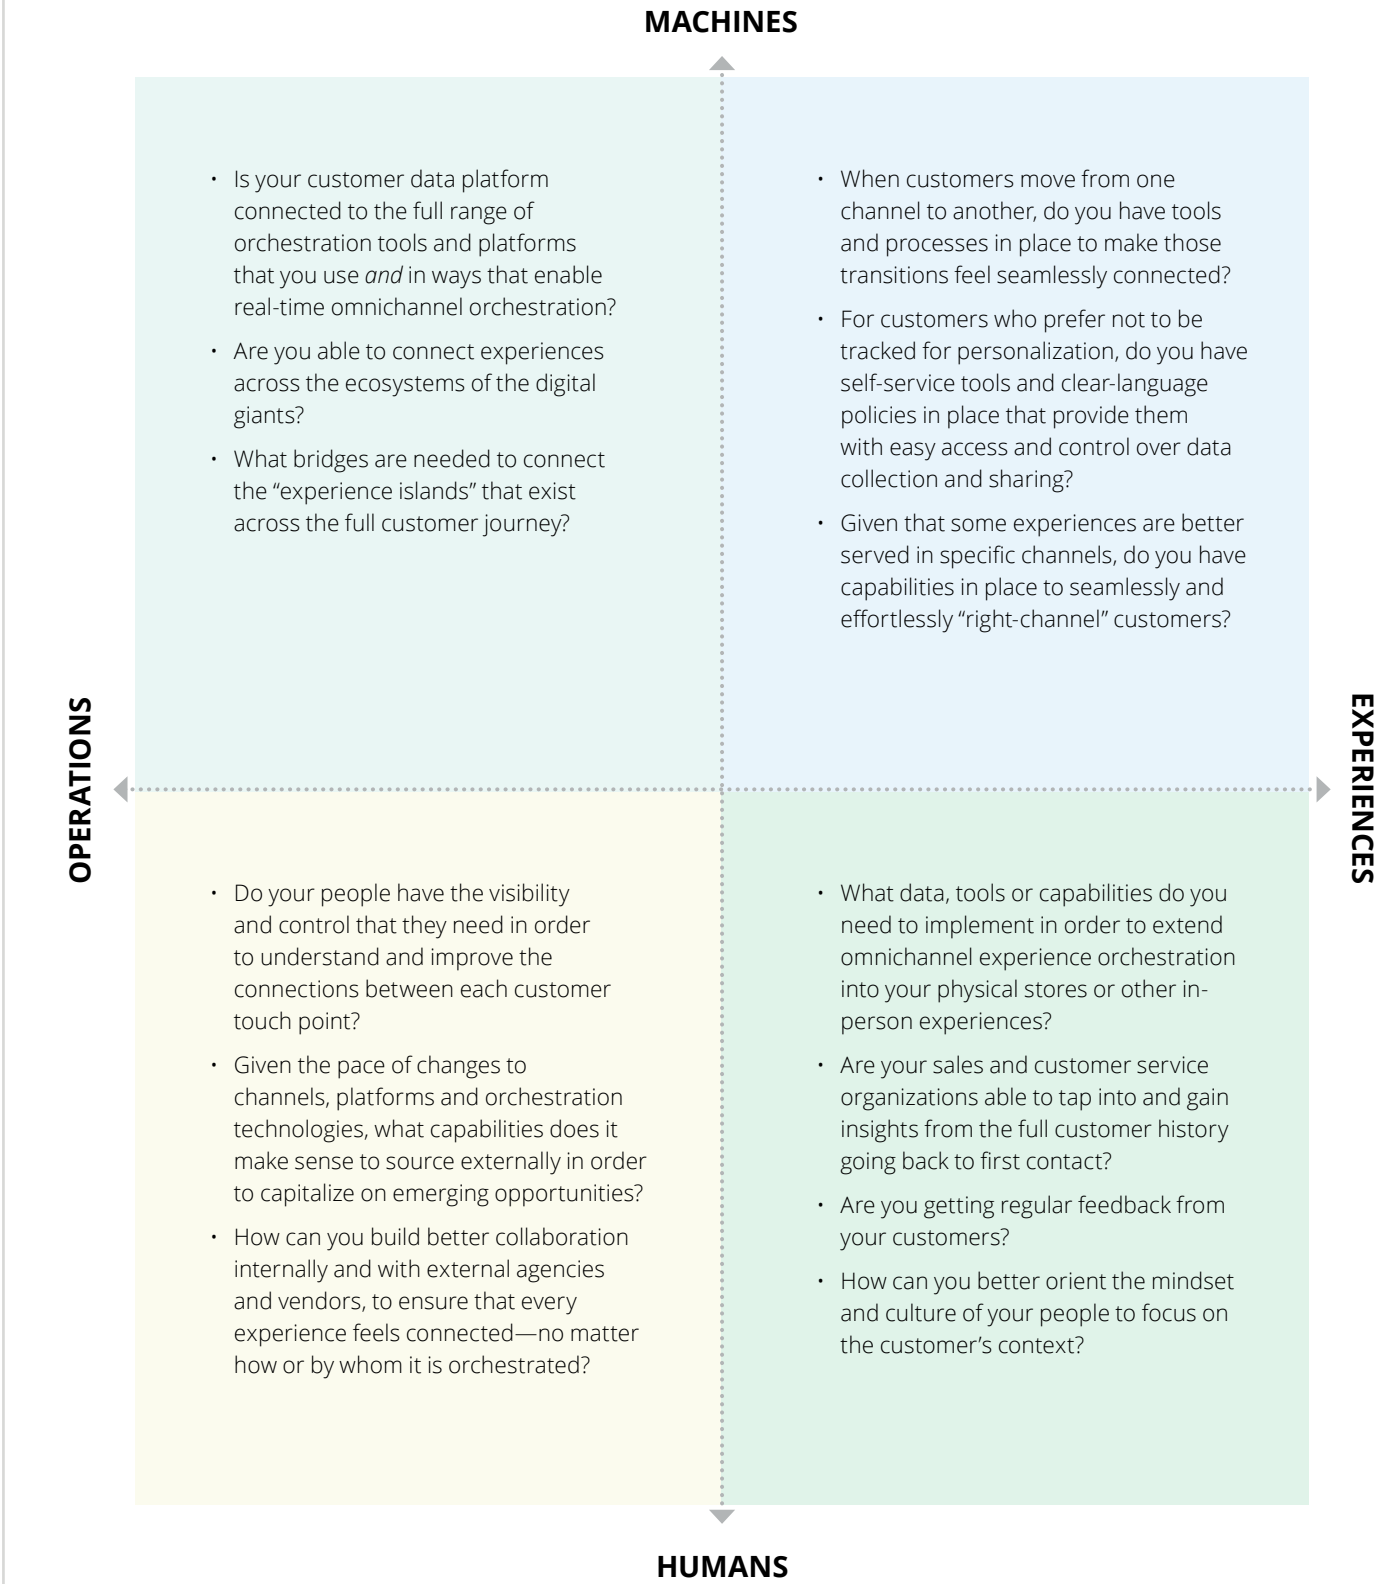 MACHINES
• Is your customer data platform
connected to the full range of
orchestration tools and platforms
that you use and in ways that enable
real-time omnichannel orchestration?
• Are you able to connect experiences
across the ecosystems of the digital
giants?
• What bridges are needed to connect
the “experience islands” that exist
across the full customer journey?
• When customers move from one
channel to another, do you have tools
and processes in place to make those
transitions feel seamlessly connected?
• For customers who prefer not to be
tracked for personalization, do you have
self-service tools and clear-language
policies in place that provide them
with easy access and control over data
collection and sharing?
• Given that some experiences are better
served in specific channels, do you have
capabilities in place to seamlessly and
effortlessly “right-channel” customers?
OPERATIONS
EXPERIENCES
• Do your people have the visibility
and control that they need in order
to understand and improve the
connections between each customer
touch point?
• Given the pace of changes to
channels, platforms and orchestration
technologies, what capabilities does it
make sense to source externally in order
to capitalize on emerging opportunities?
• How can you build better collaboration
internally and with external agencies
and vendors, to ensure that every
experience feels connected—no matter
how or by whom it is orchestrated?
• What data, tools or capabilities do you
need to implement in order to extend
omnichannel experience orchestration
into your physical stores or other in-
person experiences?
• Are your sales and customer service
organizations able to tap into and gain
insights from the full customer history
going back to first contact?
• Are you getting regular feedback from
your customers?
• How can you better orient the mindset
and culture of your people to focus on
the customer’s context?
HUMANS